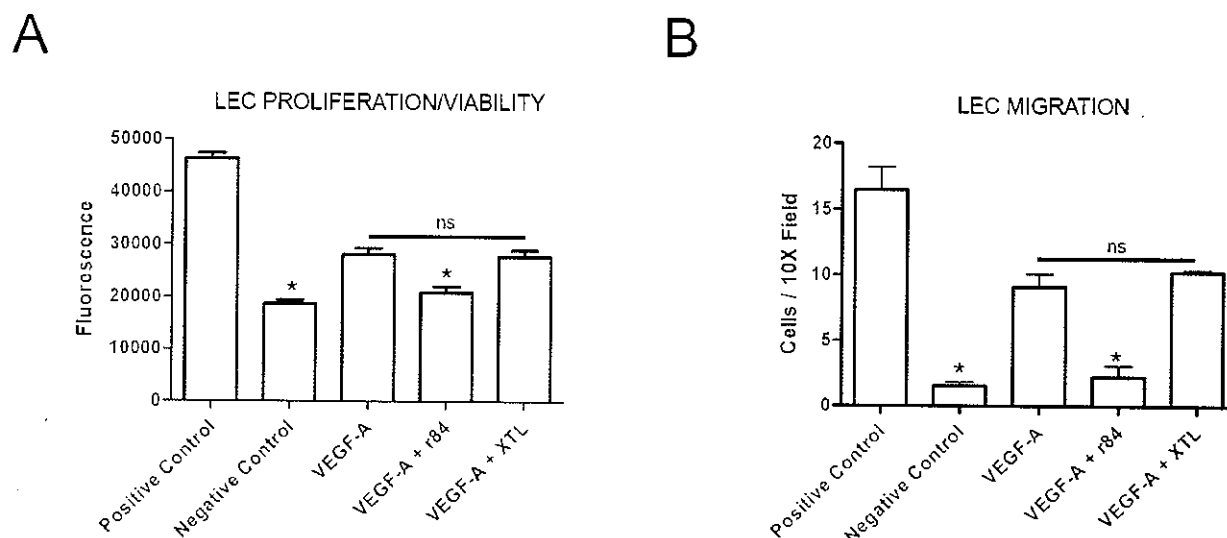 A
LEC PROLIFERATION/VIABILITY
Fluoroscence
50000
40000
30000
20000
10000
0
*
ns
*
Positive Control
Negative Control
VEGF-A
VEGF-A + r84
VEGF-A + XTL
B
LEC MIGRATION
Cells / 10X Field
20
15
10
5
0
*
ns
*
Positive Control
Negative Control
VEGF-A
VEGF-A + r84
VEGF-A + XTL